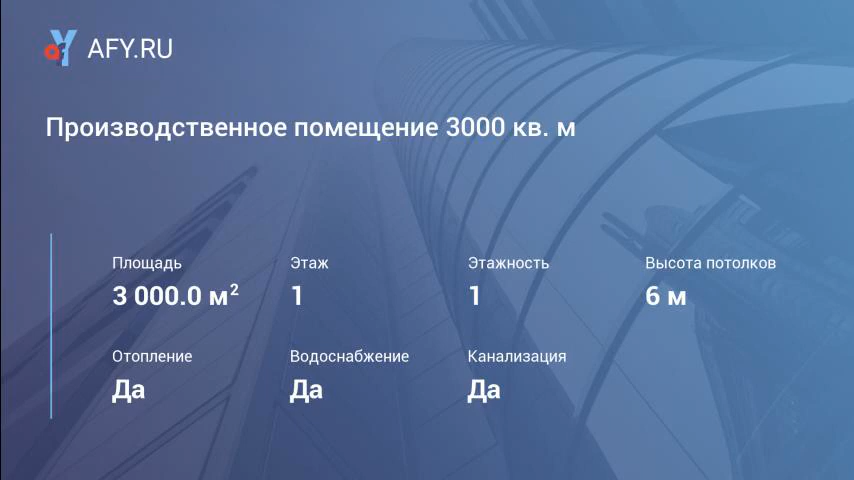 AFY.RU
Производственное помещение 3000 кв. м
Площадь Этаж Этажность Высота потолков
3 000.0 м² 1 1 6 м
Отопление Водоснабжение Канализация
Да Да Да